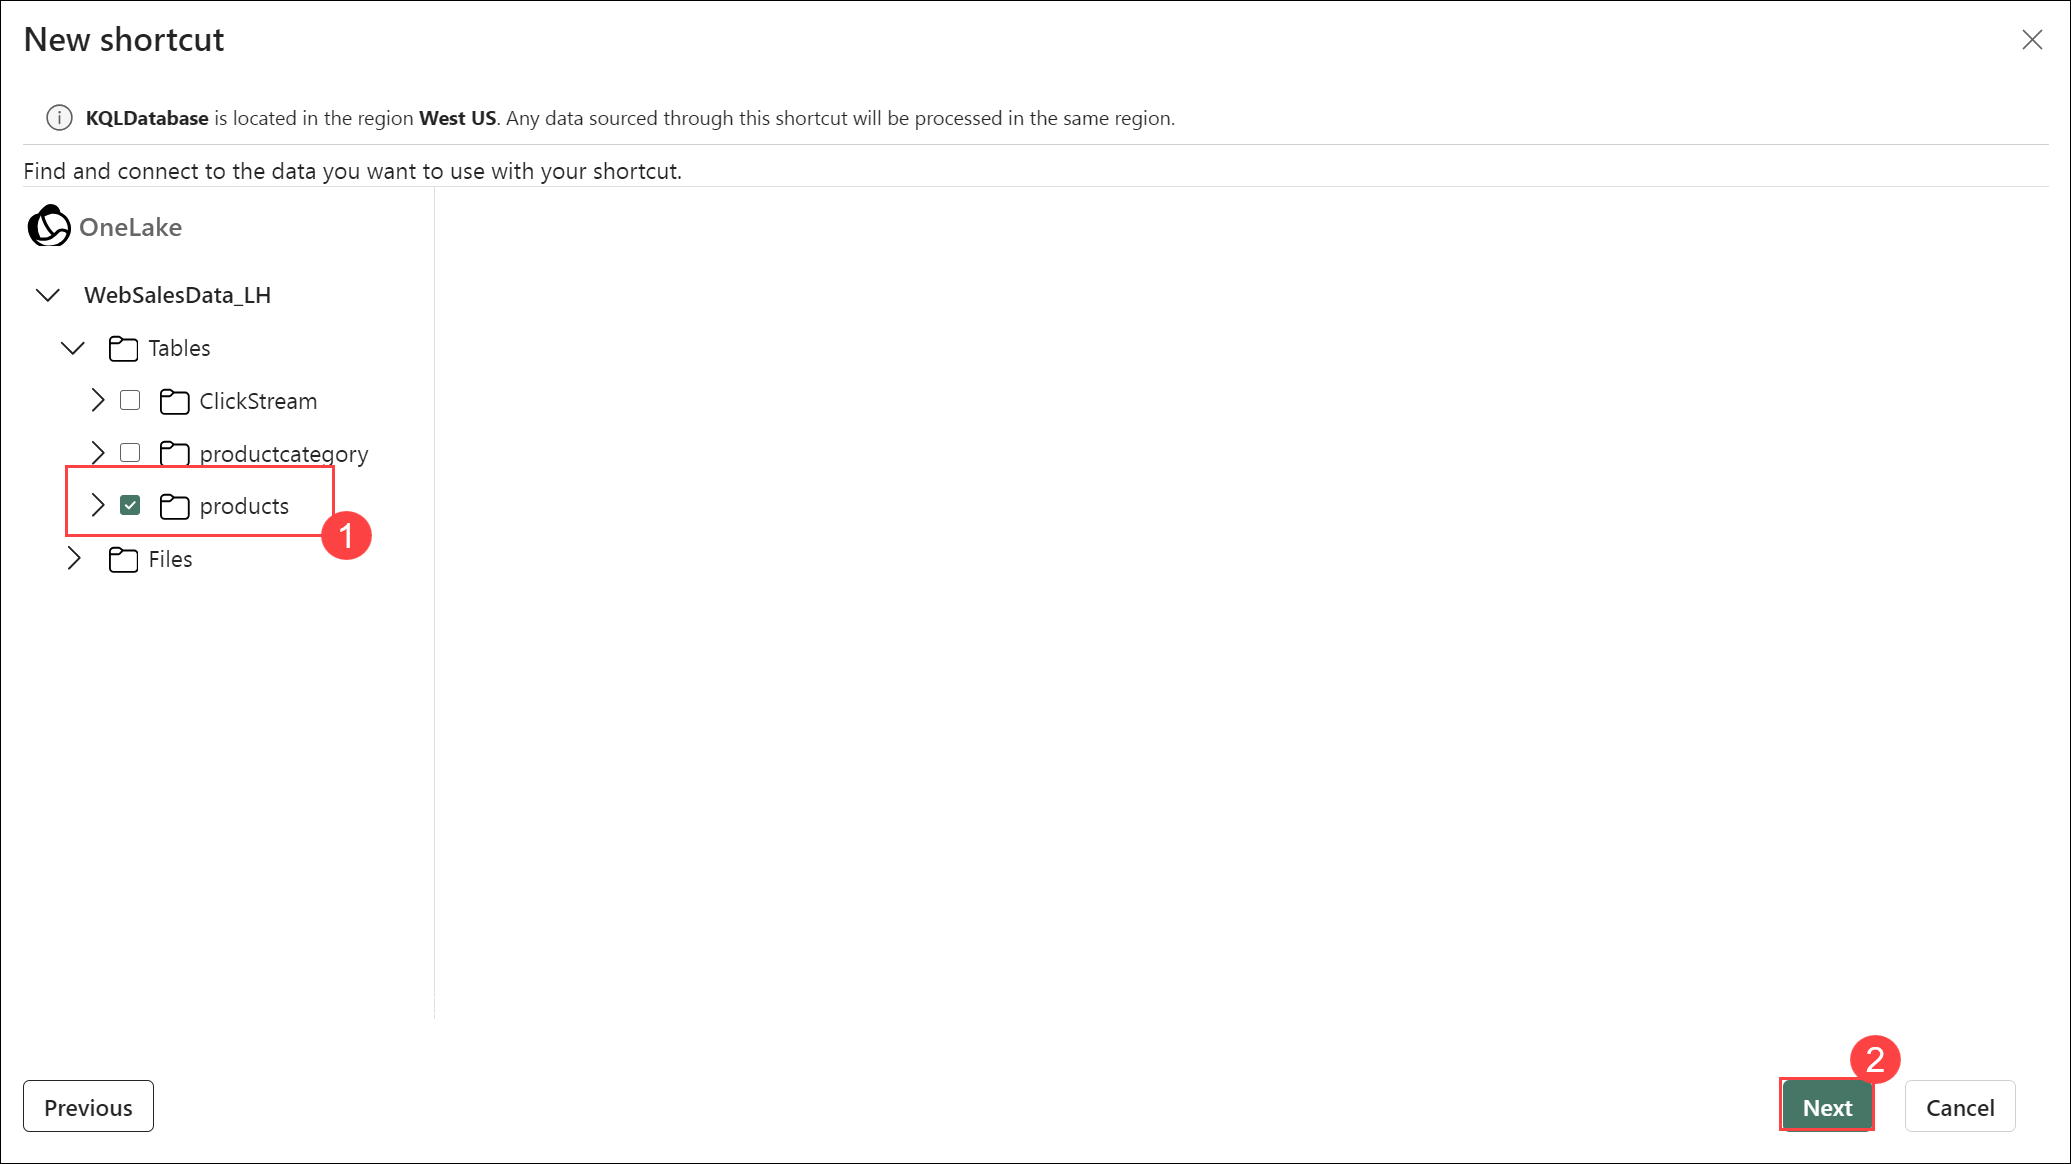 New shortcut
KQLDatabase is located in the region West US. Any data sourced through this shortcut will be processed in the same region.
Find and connect to the data you want to use with your shortcut.
OneLake
WebSalesData_LH
Tables
ClickStream
productcategory
products
1
Files
2
Previous
Next
Cancel